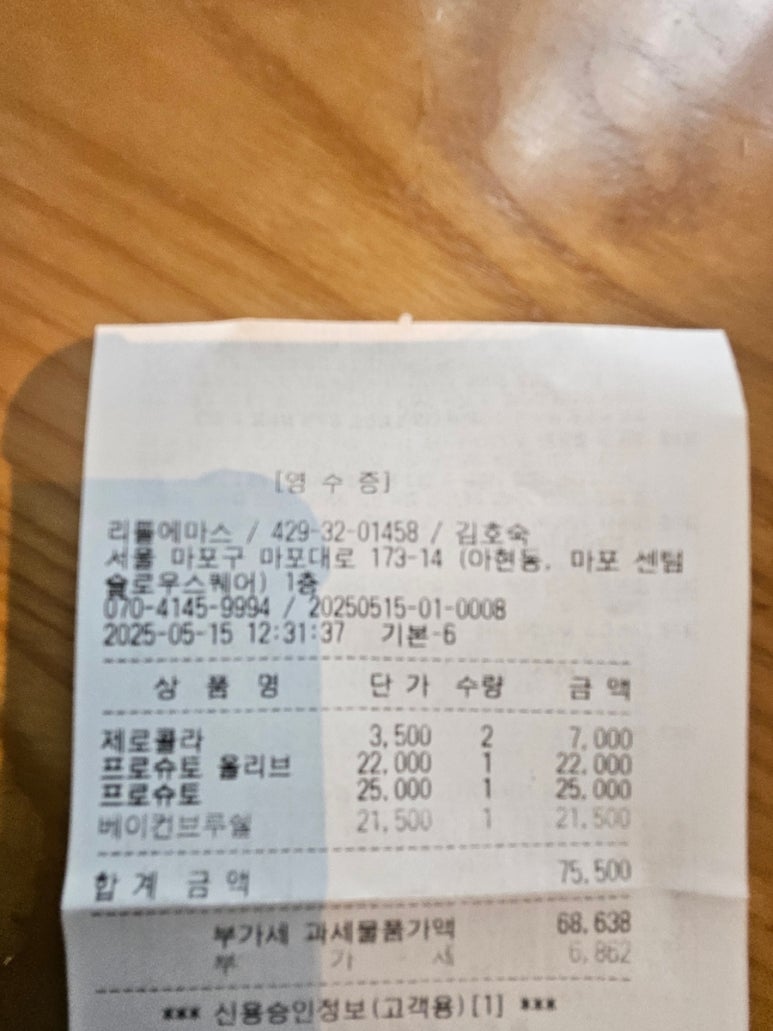 [영 수 증]
리틀에마스 / 429-32-01458 / 김호숙
서울 마포구 마포대로 173-14 (아현동, 마포 센텀
슬로우스퀘어) 1층
070-4145-9994 / 20250515-01-0008
2025-05-15 12:31:37 기본-6
상 품 명 단 가 수량 금 액
제로콜라 3,500 2 7,000
프로슈토 올리브 22,000 1 22,000
프로슈토 25,000 1 25,000
베이컨브루쉘 21,500 1 21,500
합 계 금 액 75,500
부가세 과세물품가액 68,638
부 가 세 6,862
*** 신용승인정보(고객용)[1] ***